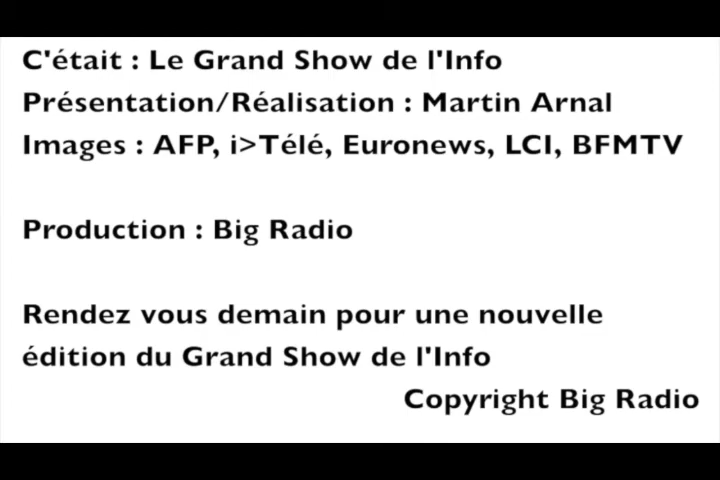 C'était : Le Grand Show de l'Info
Présentation/Réalisation : Martin Arnal
Images : AFP, i>Télé, Euronews, LCI, BFMTV
Production : Big Radio
Rendez vous demain pour une nouvelle
édition du Grand Show de l'Info
Copyright Big Radio